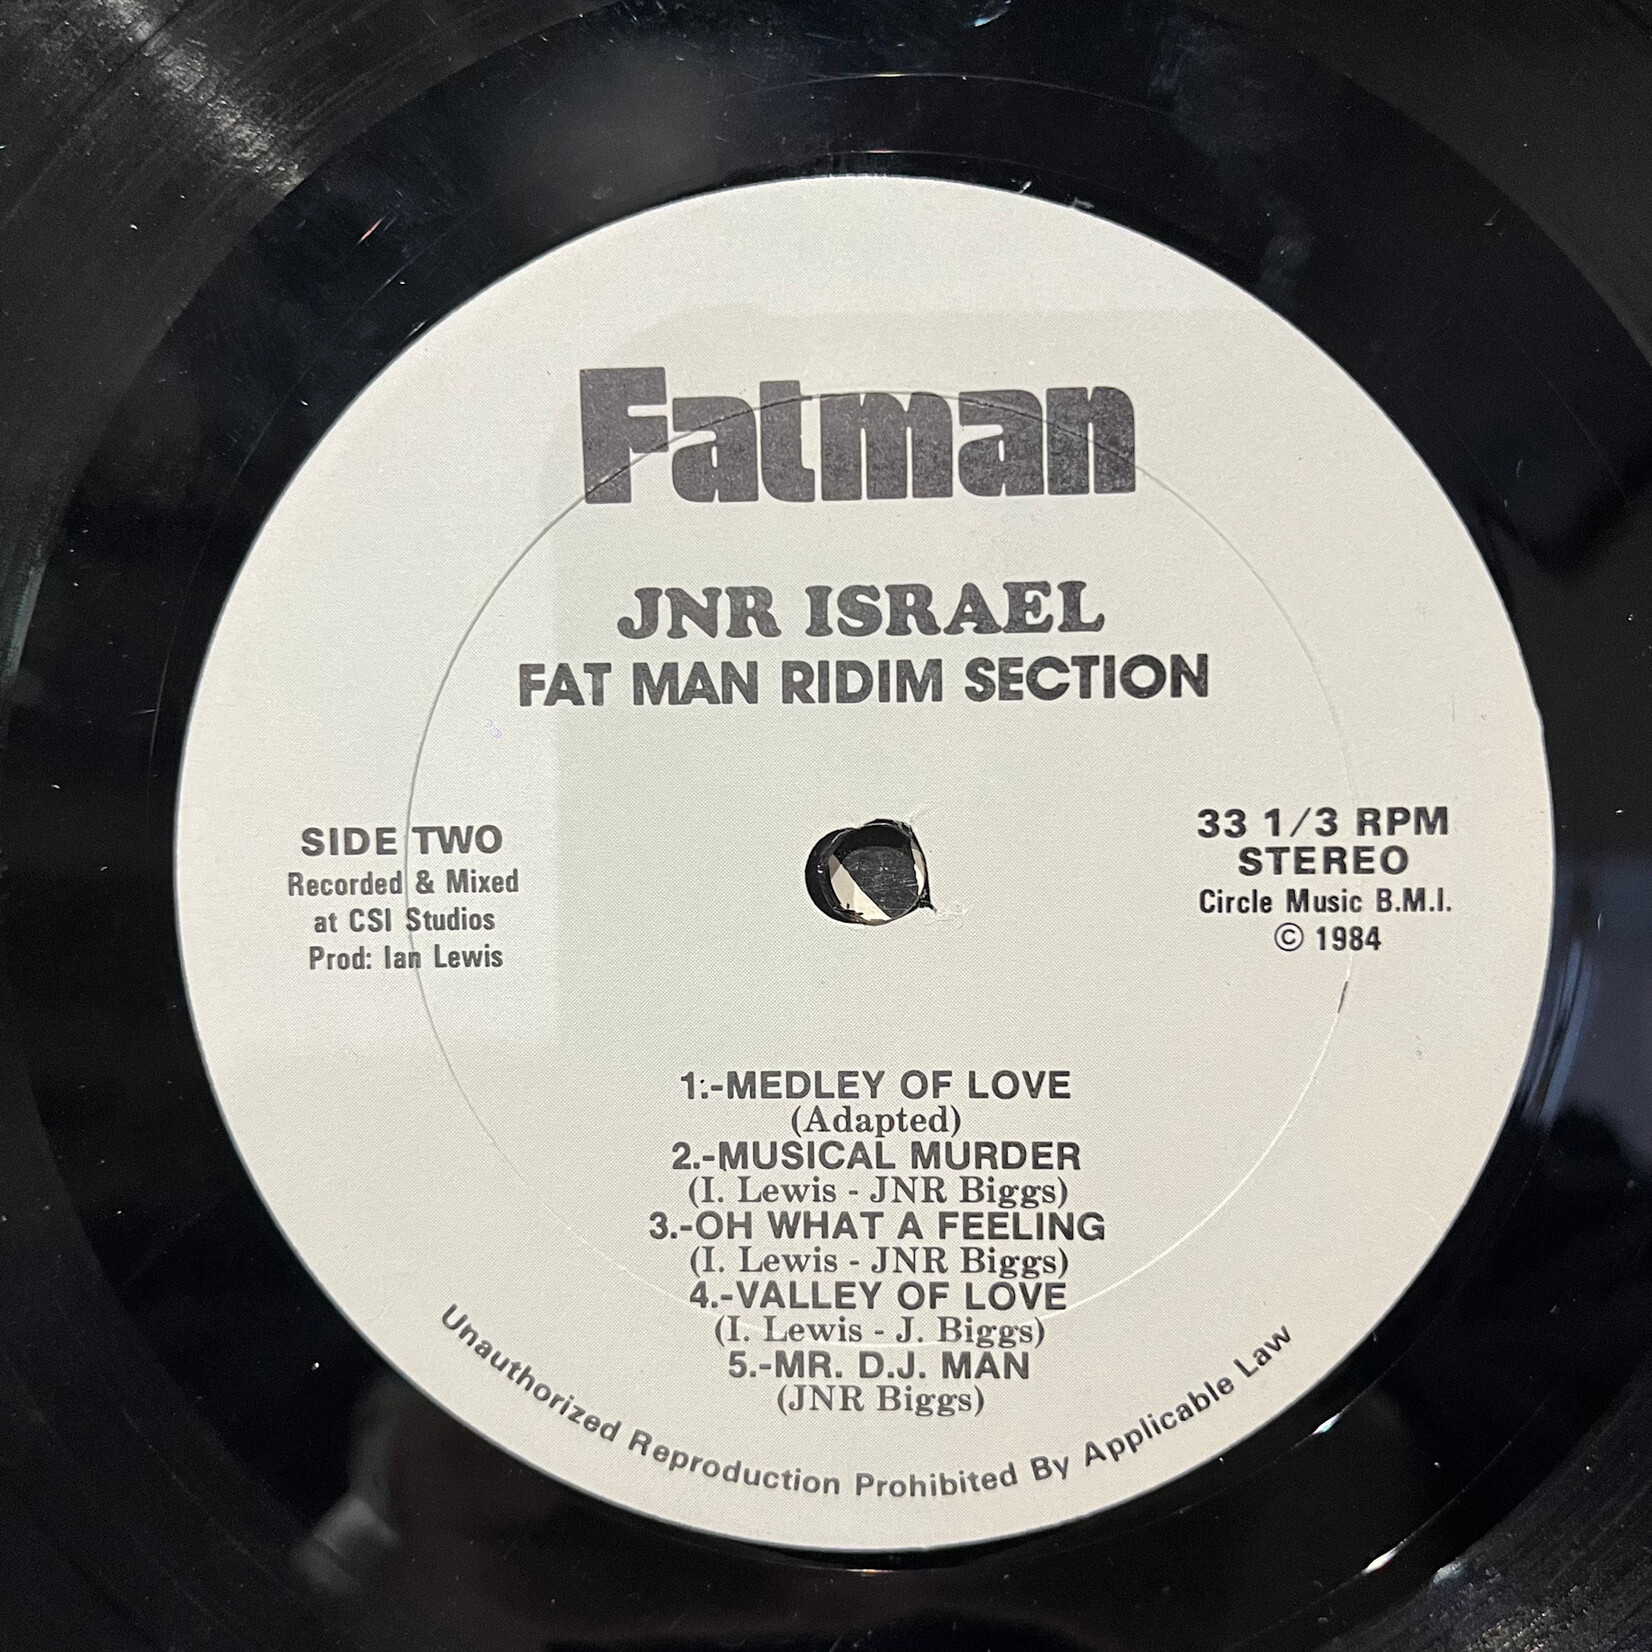 Fatman
JNR ISRAEL
FAT MAN RIDIM SECTION
SIDE TWO
Recorded & Mixed
at CSI Studios
Prod: Ian Lewis
33 1/3 RPM
STEREO
Circle Music B.M.I.
© 1984
1.-MEDLEY OF LOVE
(Adapted)
2.-MUSICAL MURDER
(I. Lewis - JNR Biggs)
3.-OH WHAT A FEELING
(I. Lewis - JNR Biggs)
4.-VALLEY OF LOVE
(I. Lewis - J. Biggs)
5.-MR. D.J. MAN
(JNR Biggs)
Unauthorized Reproduction Prohibited By Applicable Law